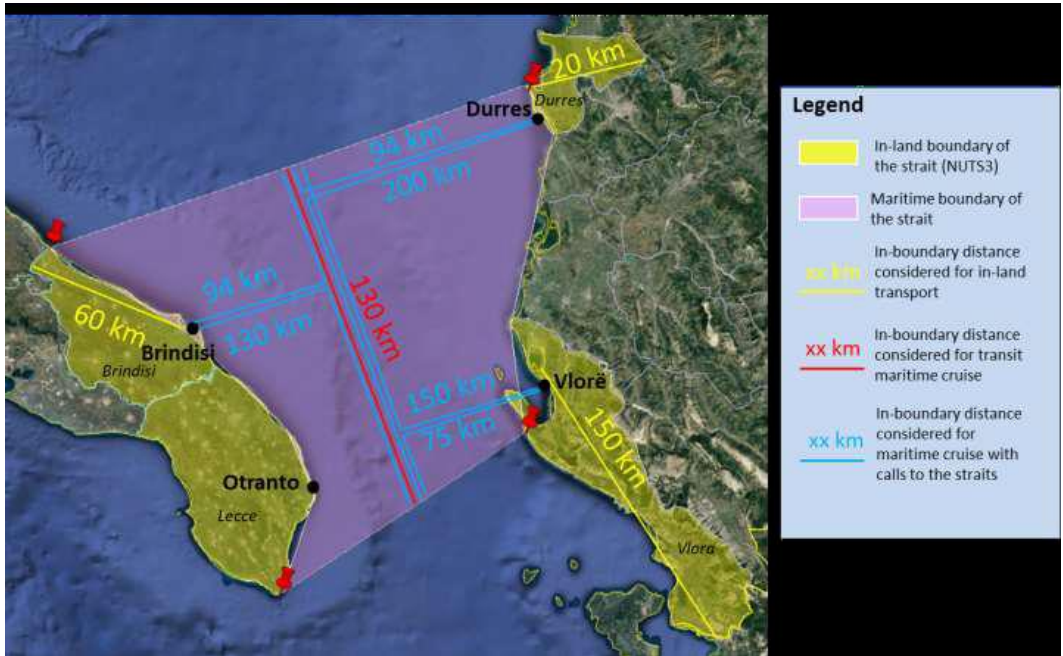 20 km
Durres
Durres
94 km
200 km
94 km
130 km
130 km
60 km
Brindisi
Brindisi
150 km
75 km
Vlorë
150 km
Otranto
Lecce
Vlora
Legend
In-land boundary of
the strait (NUTS3)
Maritime boundary of
the strait
xx km
In-boundary distance
considered for in-land
transport
xx km
In-boundary distance
considered for transit
maritime cruise
xx km
In-boundary distance
considered for
maritime cruise with
calls to the straits